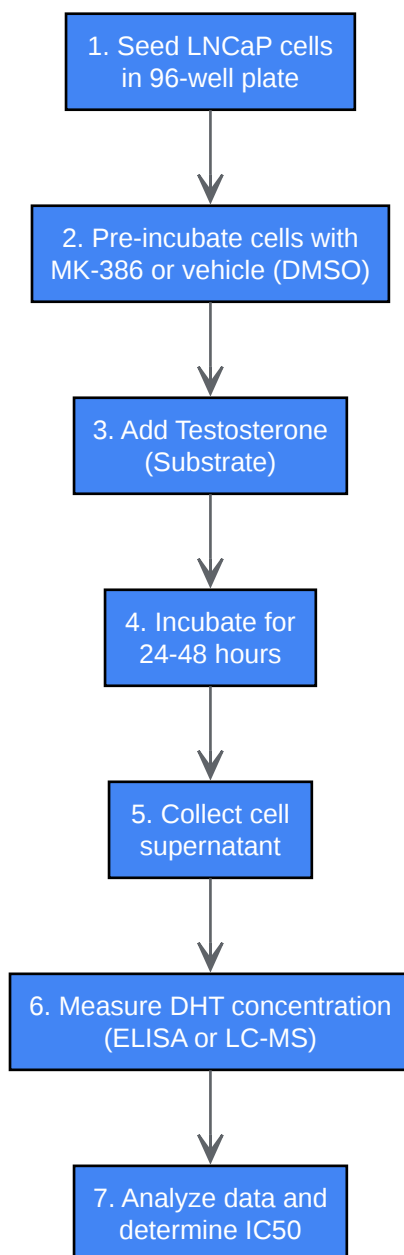 1. Seed LNCaP cells
in 96-well plate
2. Pre-incubate cells with
MK-386 or vehicle (DMSO)
3. Add Testosterone
(Substrate)
4. Incubate for
24-48 hours
5. Collect cell
supernatant
6. Measure DHT concentration
(ELISA or LC-MS)
7. Analyze data and
determine IC50